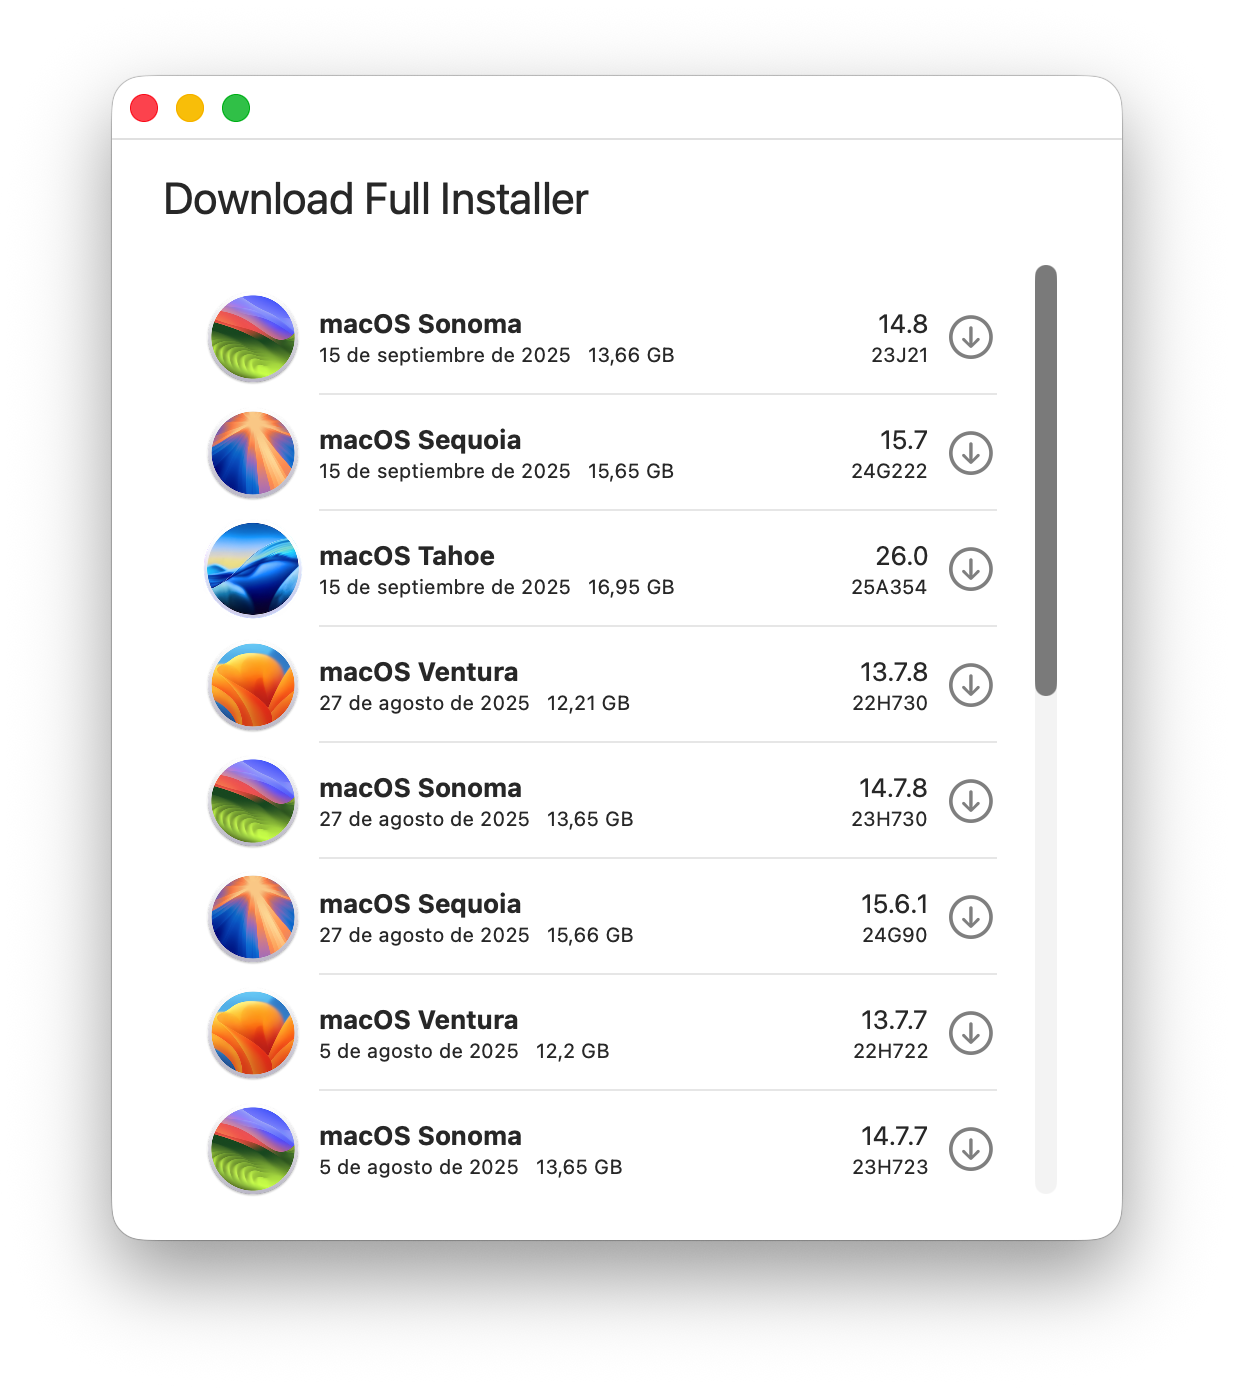 Download Full Installer
macOS Sonoma 14.8
15 de septiembre de 2025 13,66 GB 23J21
macOS Sequoia 15.7
15 de septiembre de 2025 15,65 GB 24G222
macOS Tahoe 26.0
15 de septiembre de 2025 16,95 GB 25A354
macOS Ventura 13.7.8
27 de agosto de 2025 12,21 GB 22H730
macOS Sonoma 14.7.8
27 de agosto de 2025 13,65 GB 23H730
macOS Sequoia 15.6.1
27 de agosto de 2025 15,66 GB 24G90
macOS Ventura 13.7.7
5 de agosto de 2025 12,2 GB 22H722
macOS Sonoma 14.7.7
5 de agosto de 2025 13,65 GB 23H723